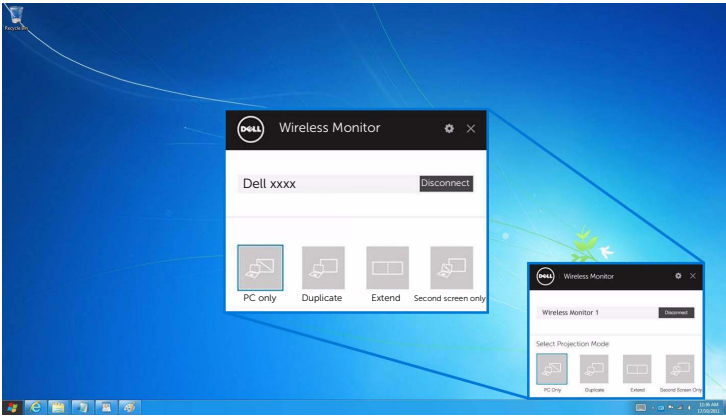 Recycle Bin
DELL Wireless Monitor
Dell xxxx Disconnect
PC only Duplicate Extend Second screen only
DELL Wireless Monitor
Wireless Monitor 1 Disconnect
Select Projection Mode
PC Only Duplicate Extend Second Screen Only